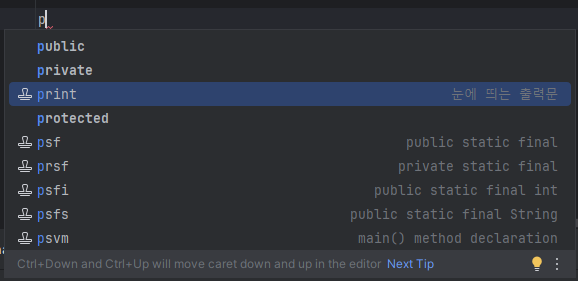 p
public
private
print 눈에 띄는 출력문
protected
psf public static final
prsf private static final
psfi public static final int
psfs public static final String
psvm main() method declaration
Ctrl+Down and Ctrl+Up will move caret down and up in the editor Next Tip